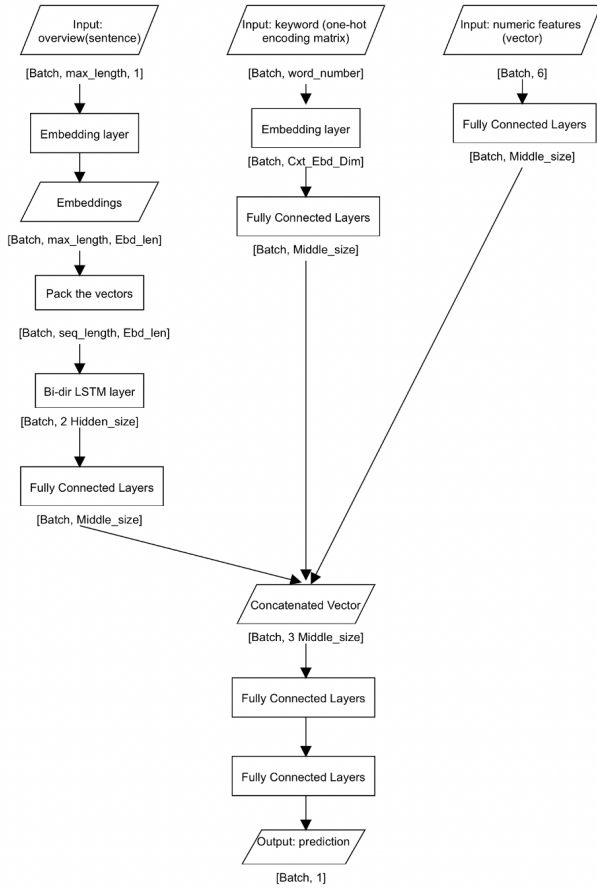 Input:
overview(sentence)
[Batch, max_length, 1]
Embedding layer
Embeddings
[Batch, max_length, Ebd_len]
Pack the vectors
[Batch, seq_length, Ebd_len]
Bi-dir LSTM layer
[Batch, 2 Hidden_size]
Fully Connected Layers
[Batch, Middle_size]
Input: keyword (one-hot
encoding matrix)
[Batch, word_number]
Embedding layer
[Batch, Cxt_Ebd_Dim]
Fully Connected Layers
[Batch, Middle_size]
Input: numeric features
(vector)
[Batch, 6]
Fully Connected Layers
[Batch, Middle_size]
Concatenated Vector
[Batch, 3 Middle_size]
Fully Connected Layers
Fully Connected Layers
Output: prediction
[Batch, 1]